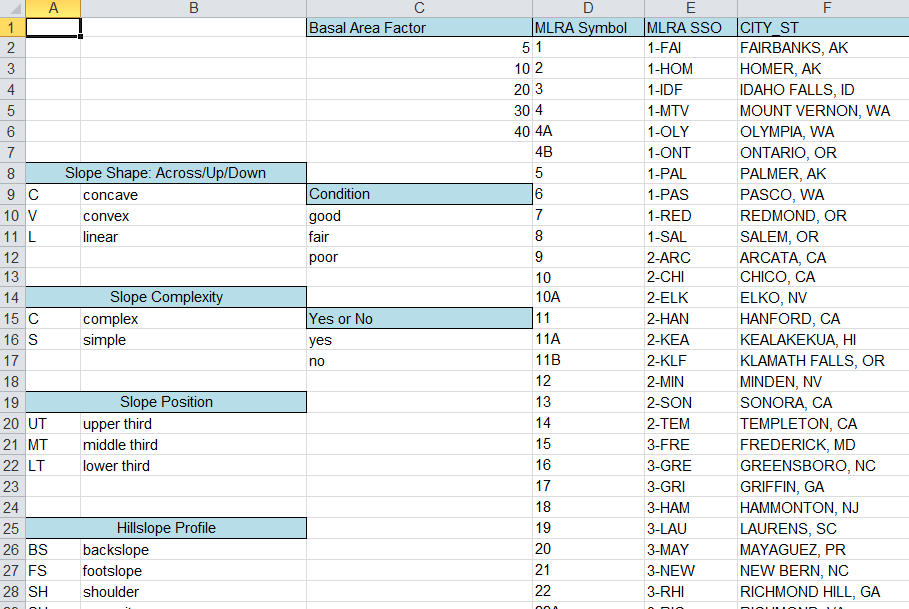 A B C D E F
1 Basal Area Factor MLRA Symbol MLRA SSO CITY_ST
2 5 1 1-FAI FAIRBANKS, AK
3 10 2 1-HOM HOMER, AK
4 20 3 1-IDF IDAHO FALLS, ID
5 30 4 1-MTV MOUNT VERNON, WA
6 40 4A 1-OLY OLYMPIA, WA
7 4B 1-ONT ONTARIO, OR
8 Slope Shape: Across/Up/Down 5 1-PAL PALMER, AK
9 C concave Condition 6 1-PAS PASCO, WA
10 V convex good 7 1-RED REDMOND, OR
11 L linear fair 8 1-SAL SALEM, OR
12 poor 9 2-ARC ARCATA, CA
13 10 2-CHI CHICO, CA
14 Slope Complexity 10A 2-ELK ELKO, NV
15 C complex Yes or No 11 2-HAN HANFORD, CA
16 S simple yes 11A 2-KEA KEALAKEKUA, HI
17 no 11B 2-KLF KLAMATH FALLS, OR
18 12 2-MIN MINDEN, NV
19 Slope Position 13 2-SON SONORA, CA
20 UT upper third 14 2-TEM TEMPLETON, CA
21 MT middle third 15 3-FRE FREDERICK, MD
22 LT lower third 16 3-GRE GREENSBORO, NC
23 17 3-GRI GRIFFIN, GA
24 18 3-HAM HAMMONTON, NJ
25 Hillslope Profile 19 3-LAU LAURENS, SC
26 BS backslope 20 3-MAY MAYAGUEZ, PR
27 FS footslope 21 3-NEW NEW BERN, NC
28 SH shoulder 22 3-RHI RICHMOND HILL, GA